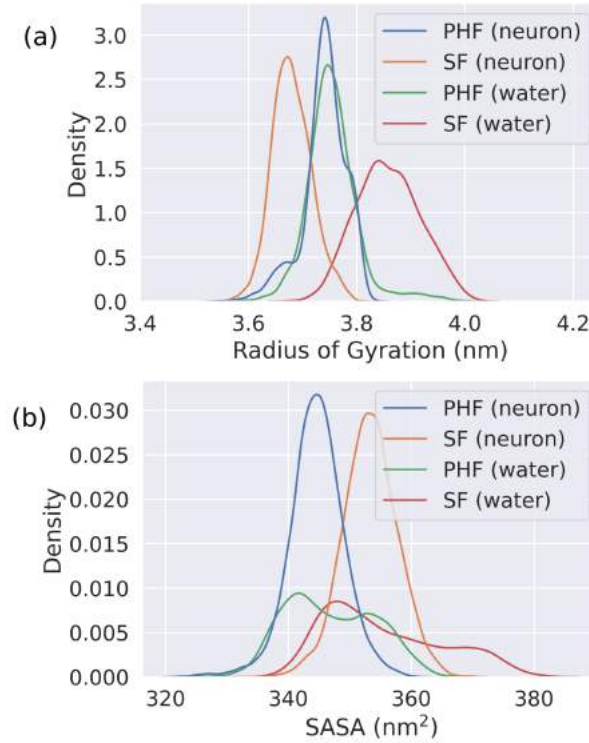 (a)
3.0
2.5
2.0
1.5
1.0
0.5
0.0
Density
PHF (neuron)
SF (neuron)
PHF (water)
SF (water)
3.4 3.6 3.8 4.0 4.2
Radius of Gyration (nm)
(b)
0.030
0.025
0.020
0.015
0.010
0.005
0.000
Density
PHF (neuron)
SF (neuron)
PHF (water)
SF (water)
320 340 360 380
SASA (nm²)